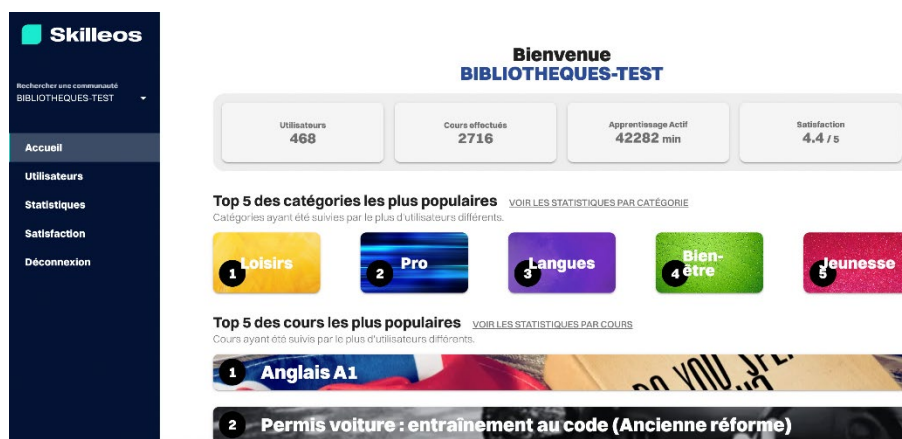 Skilleos
Rechercher une communauté
BIBLIOTHEQUES-TEST
Accueil
Utilisateurs
Statistiques
Satisfaction
Déconnexion
Bienvenue
BIBLIOTHEQUES-TEST
Utilisateurs
468
Cours effectués
2716
Apprentissage Actif
42282 min
Satisfaction
4.4 / 5
Top 5 des catégories les plus populaires VOIR LES STATISTIQUES PAR CATÉGORIE
Catégories ayant été suivies par le plus d'utilisateurs différents.
1 Loisirs
2 Pro
3 Langues
4 Bien-
être
5 Jeunesse
Top 5 des cours les plus populaires VOIR LES STATISTIQUES PAR COURS
Cours ayant été suivis par le plus d'utilisateurs différents.
1 Anglais A1
DO YOU
2 Permis voiture : entraînement au code (Ancienne réforme)